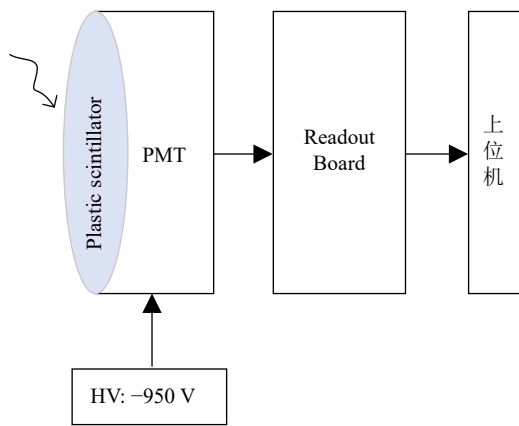 Plastic scintillator
PMT
Readout
Board
上
位
机
HV: −950 V